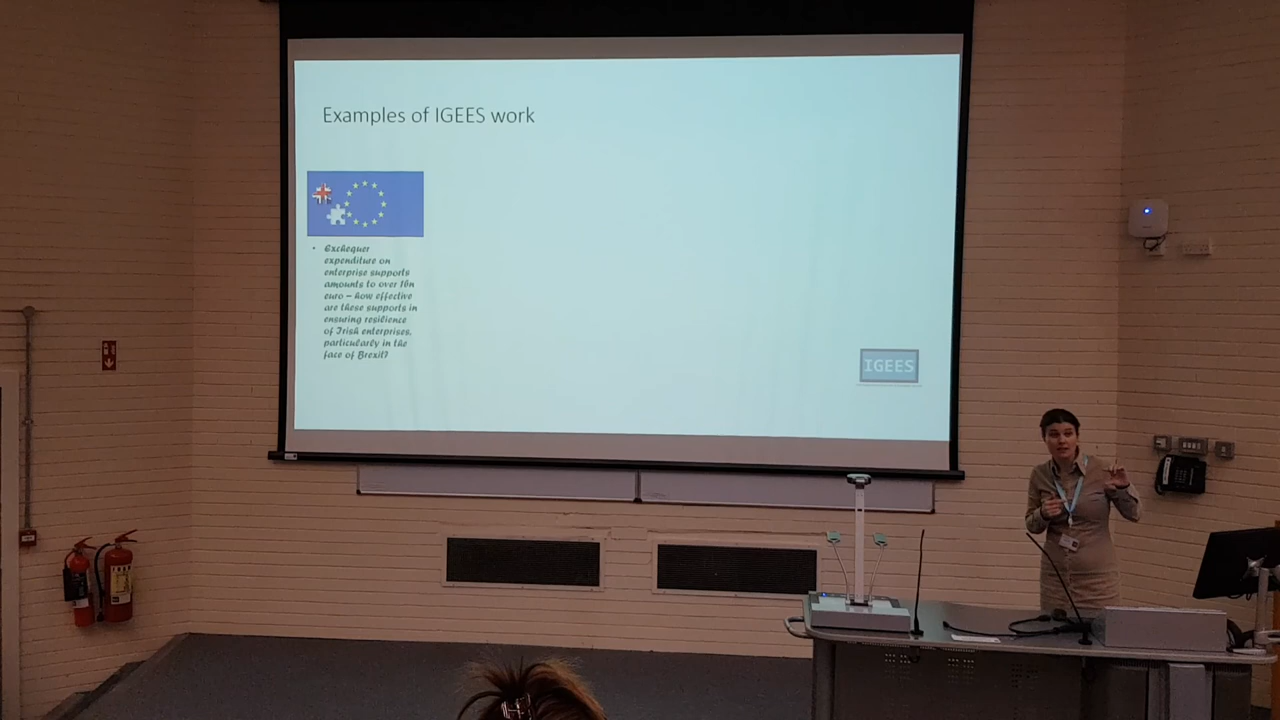 Examples of IGEES work
• Exchequer
expenditure on
enterprise supports
amounts to over 1bn
euro – how effective
are these supports in
ensuring resilience
of Irish enterprises,
particularly in the
face of Brexit?
IGEES